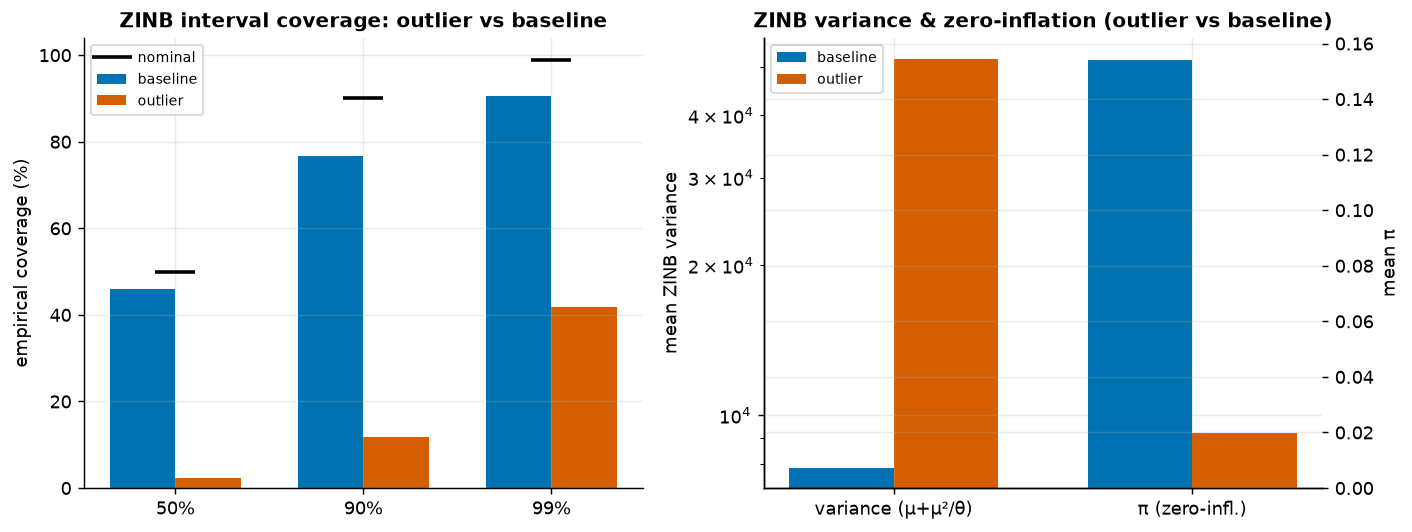 ZINB interval coverage: outlier vs baseline
nominal
baseline
outlier
empirical coverage (%)
100
80
60
40
20
0
50%
90%
99%
ZINB variance & zero-inflation (outlier vs baseline)
baseline
outlier
mean ZINB variance
4 × 10⁴
3 × 10⁴
2 × 10⁴
10⁴
variance (μ+μ²/θ)
π (zero-infl.)
0.16
0.14
0.12
0.10
0.08
0.06
0.04
0.02
0.00
mean π